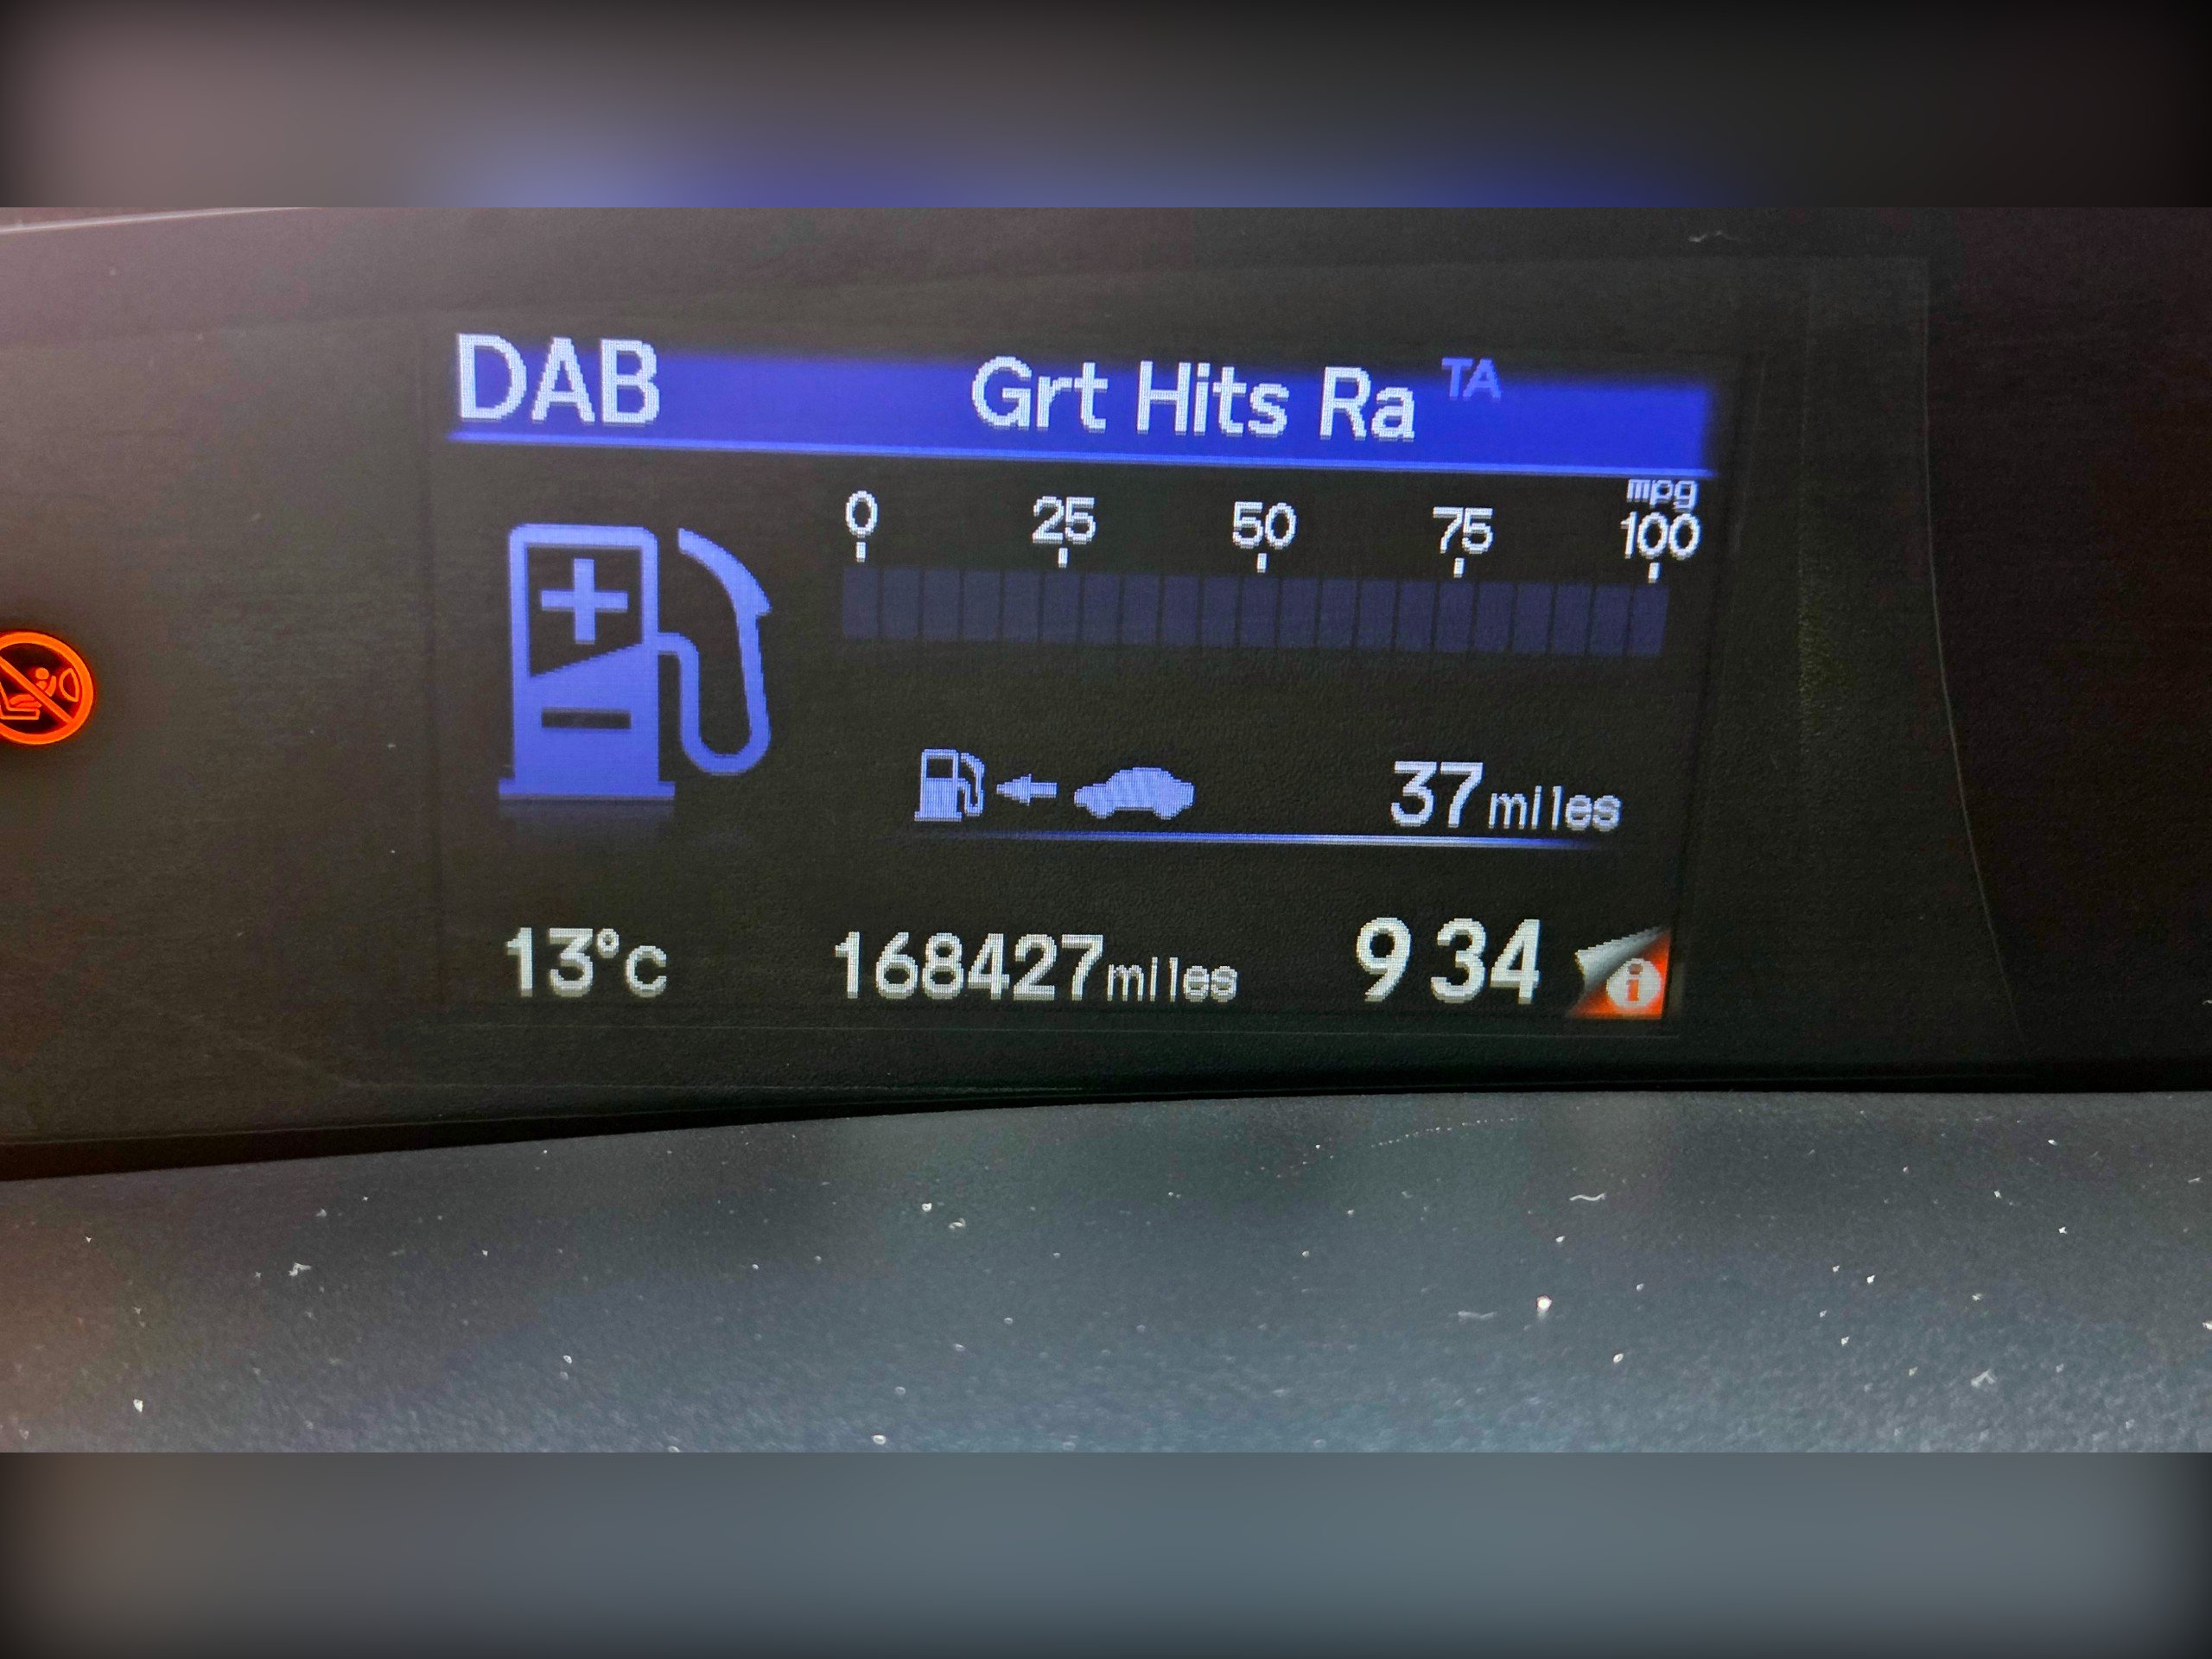 DAB Grt Hits Ra TA
mpg
0 25 50 75 100
37 miles
13°C 168427 miles 9 34 i